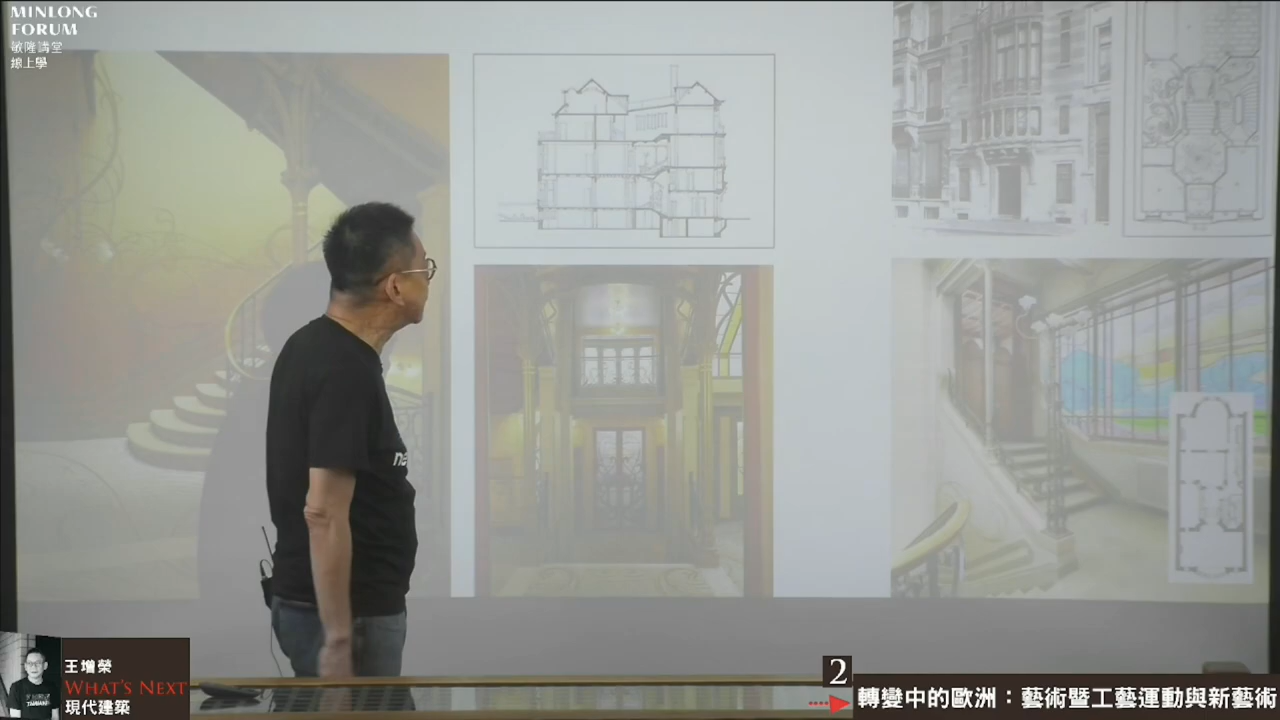 MINLONG
FORUM
敏隆講堂
線上學
王增榮
WHAT'S NEXT
現代建築
2
轉變中的歐洲：藝術暨工藝運動與新藝術